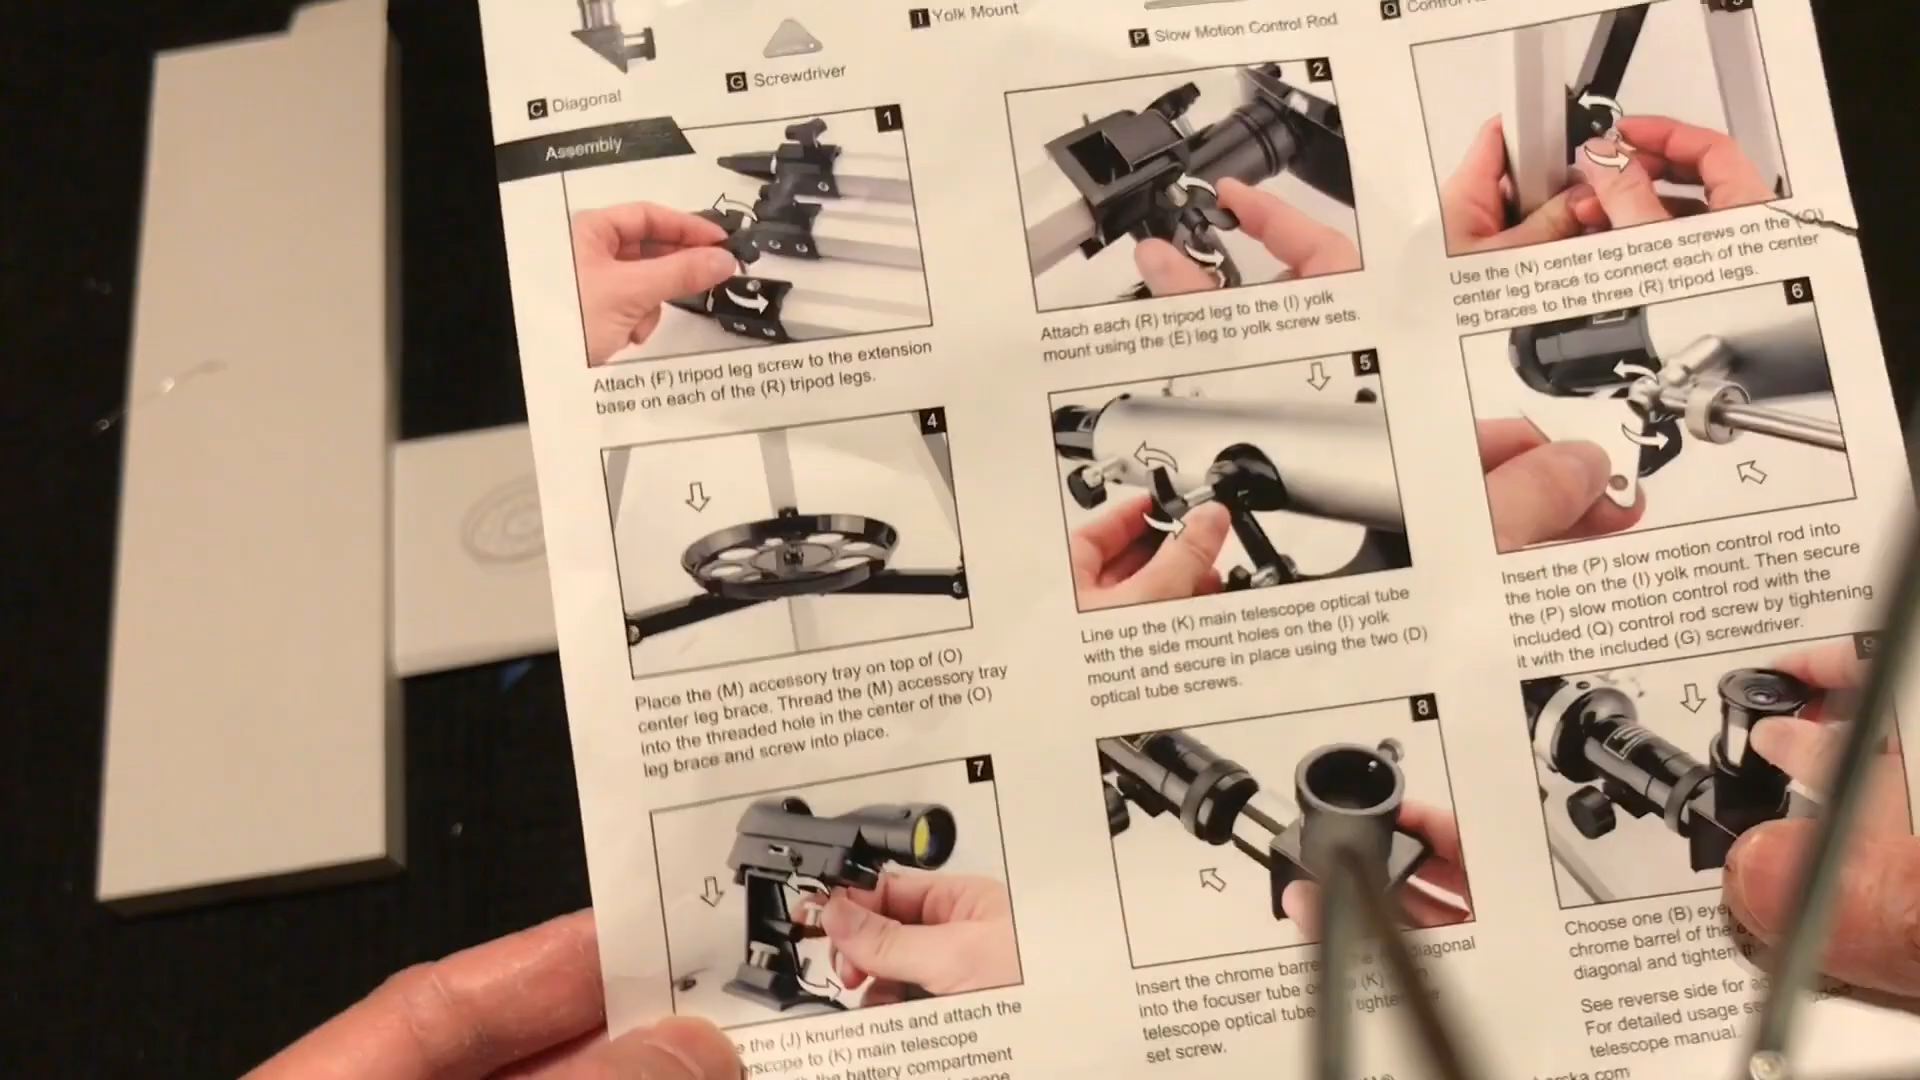 I Yolk Mount
P Slow Motion Control Rod
Q
G Screwdriver
C Diagonal
Assembly
1
Attach (F) tripod leg screw to the extension
base on each of the (R) tripod legs.
2
Attach each (R) tripod leg to the (I) yolk
mount using the (E) leg to yolk screw sets.
Use the (N) center leg brace screws on the (O)
center leg brace to connect each of the center
leg braces to the three (R) tripod legs.
4
Place the (M) accessory tray on top of (O)
center leg brace. Thread the (M) accessory tray
into the threaded hole in the center of the (O)
leg brace and screw into place.
5
Line up the (K) main telescope optical tube
with the side mount holes on the (I) yolk
mount and secure in place using the two (D)
optical tube screws.
6
Insert the (P) slow motion control rod into
the hole on the (I) yolk mount. Then secure
the (P) slow motion control rod with the
included (Q) control rod screw by tightening
it with the included (G) screwdriver.
7
the (J) knurled nuts and attach the
to (K) main telescope
battery compartment
8
Insert the chrome diagonal
into the focuser tube (K)
telescope optical tube
set screw.
9
Choose one (B)
chrome barrel of the
diagonal and tighten
See reverse side for
For detailed usage
telescope manual.